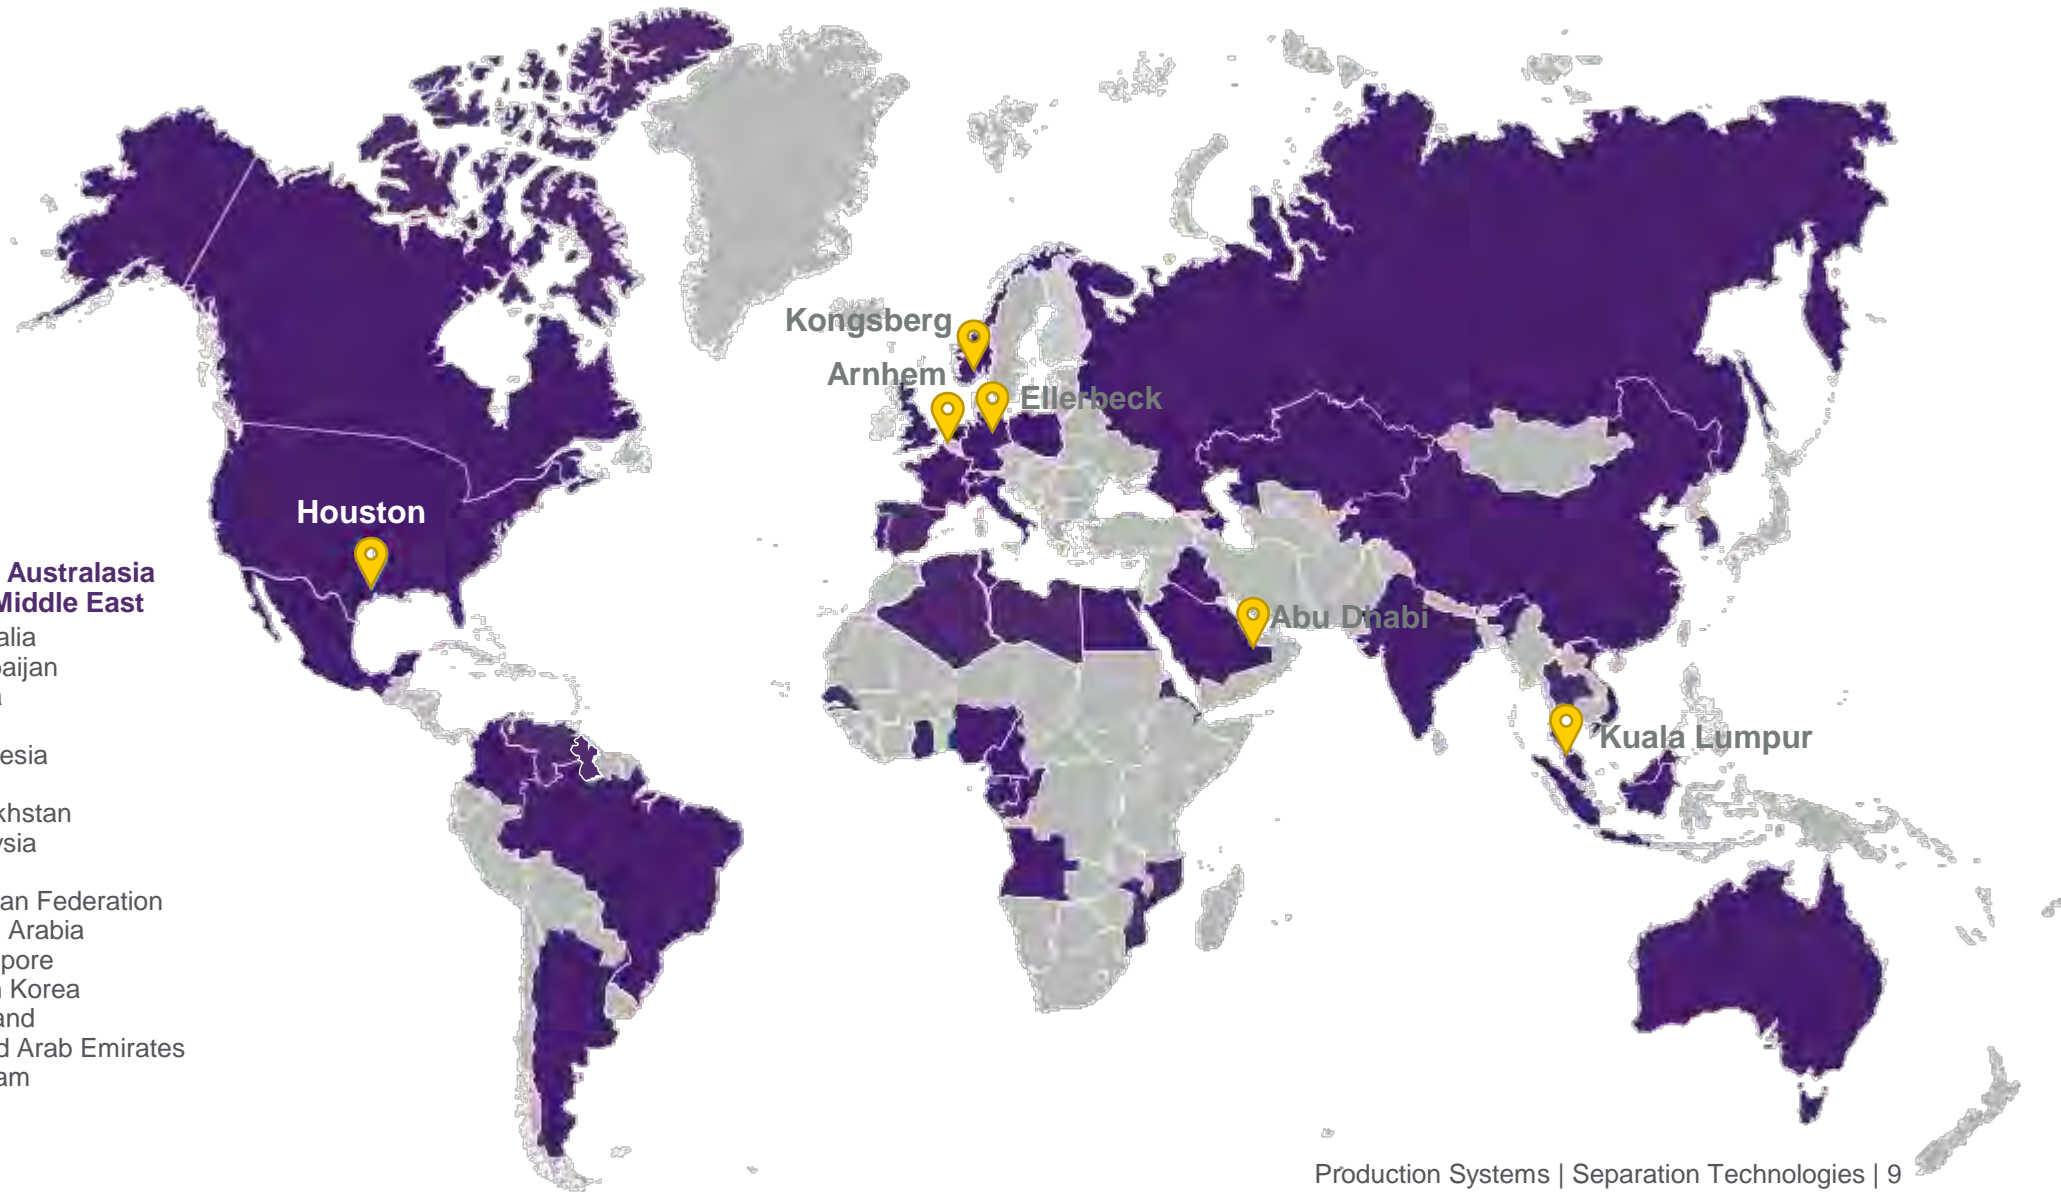 Kongsberg
Arnhem
Ellerbeck
Houston
Abu Dhabi
Kuala Lumpur
Australasia
Middle East
alia
aijan
a
esia
khstan
ysia
an Federation
Arabia
pore
Korea
and
d Arab Emirates
am
Production Systems | Separation Technologies | 9